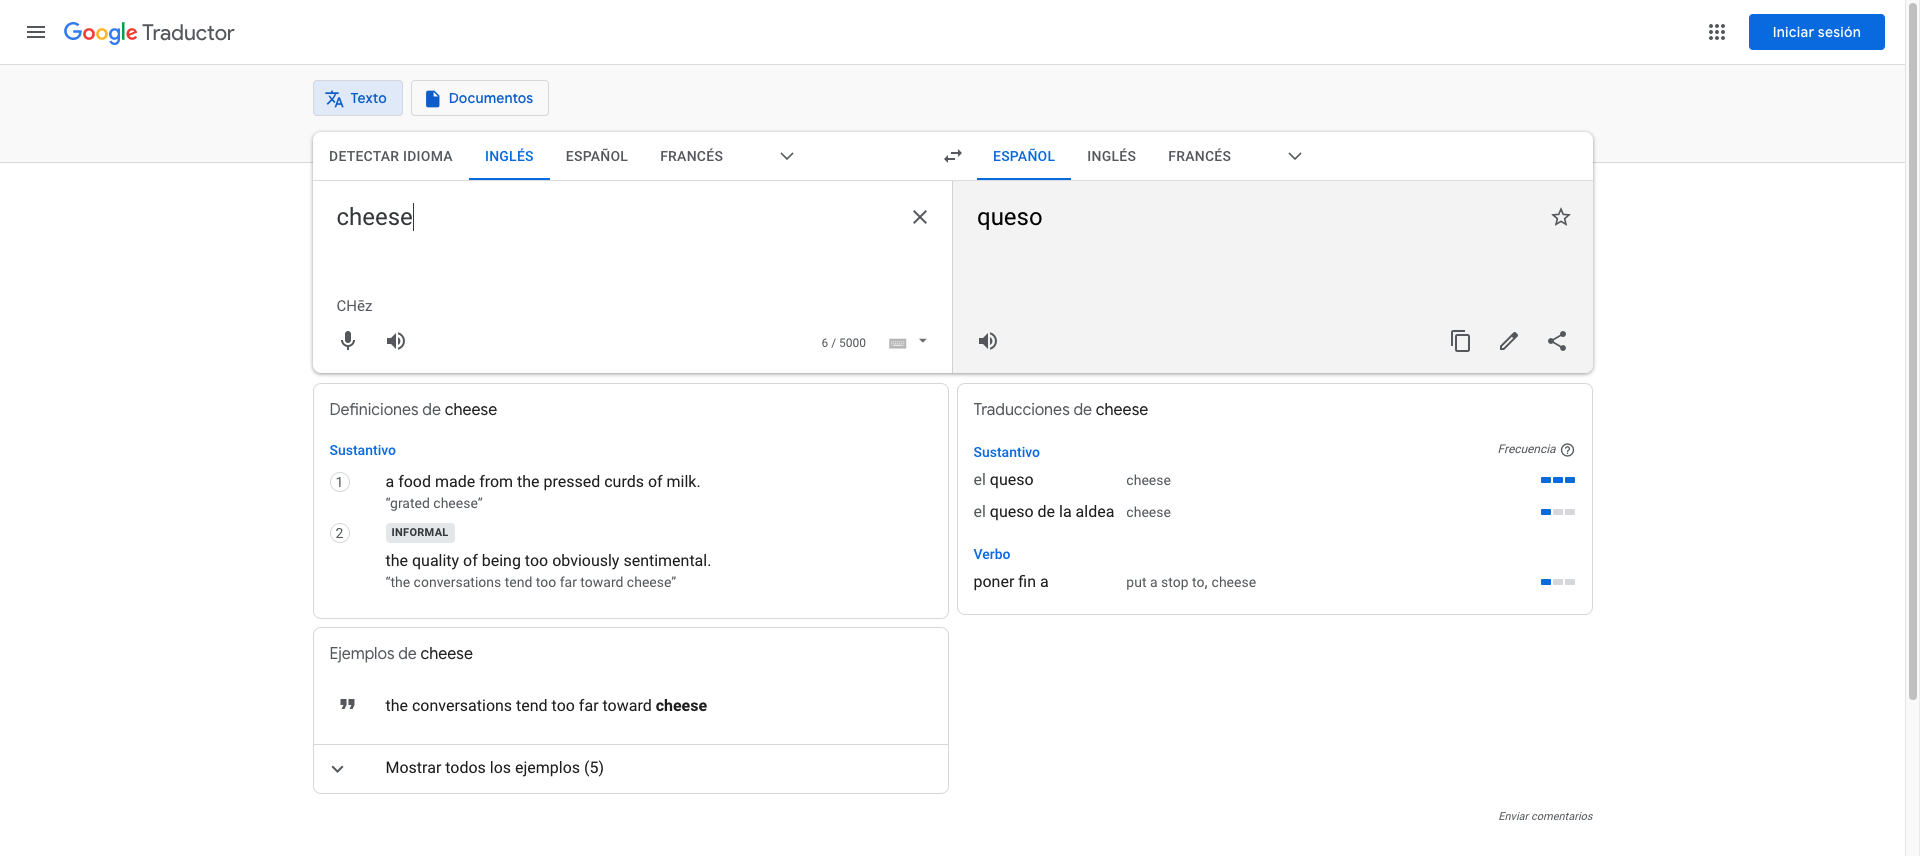 Google Traductor
Iniciar sesión
Texto
Documentos
DETECTAR IDIOMA INGLÉS ESPAÑOL FRANCÉS
ESPAÑOL INGLÉS FRANCÉS
cheese
CHēz
6 / 5000
queso
Definiciones de cheese
Sustantivo
1 a food made from the pressed curds of milk.
“grated cheese”
2 INFORMAL
the quality of being too obviously sentimental.
“the conversations tend too far toward cheese”
Traducciones de cheese
Sustantivo Frecuencia
el queso cheese
el queso de la aldea cheese
Verbo
poner fin a put a stop to, cheese
Ejemplos de cheese
the conversations tend too far toward cheese
Mostrar todos los ejemplos (5)
Enviar comentarios